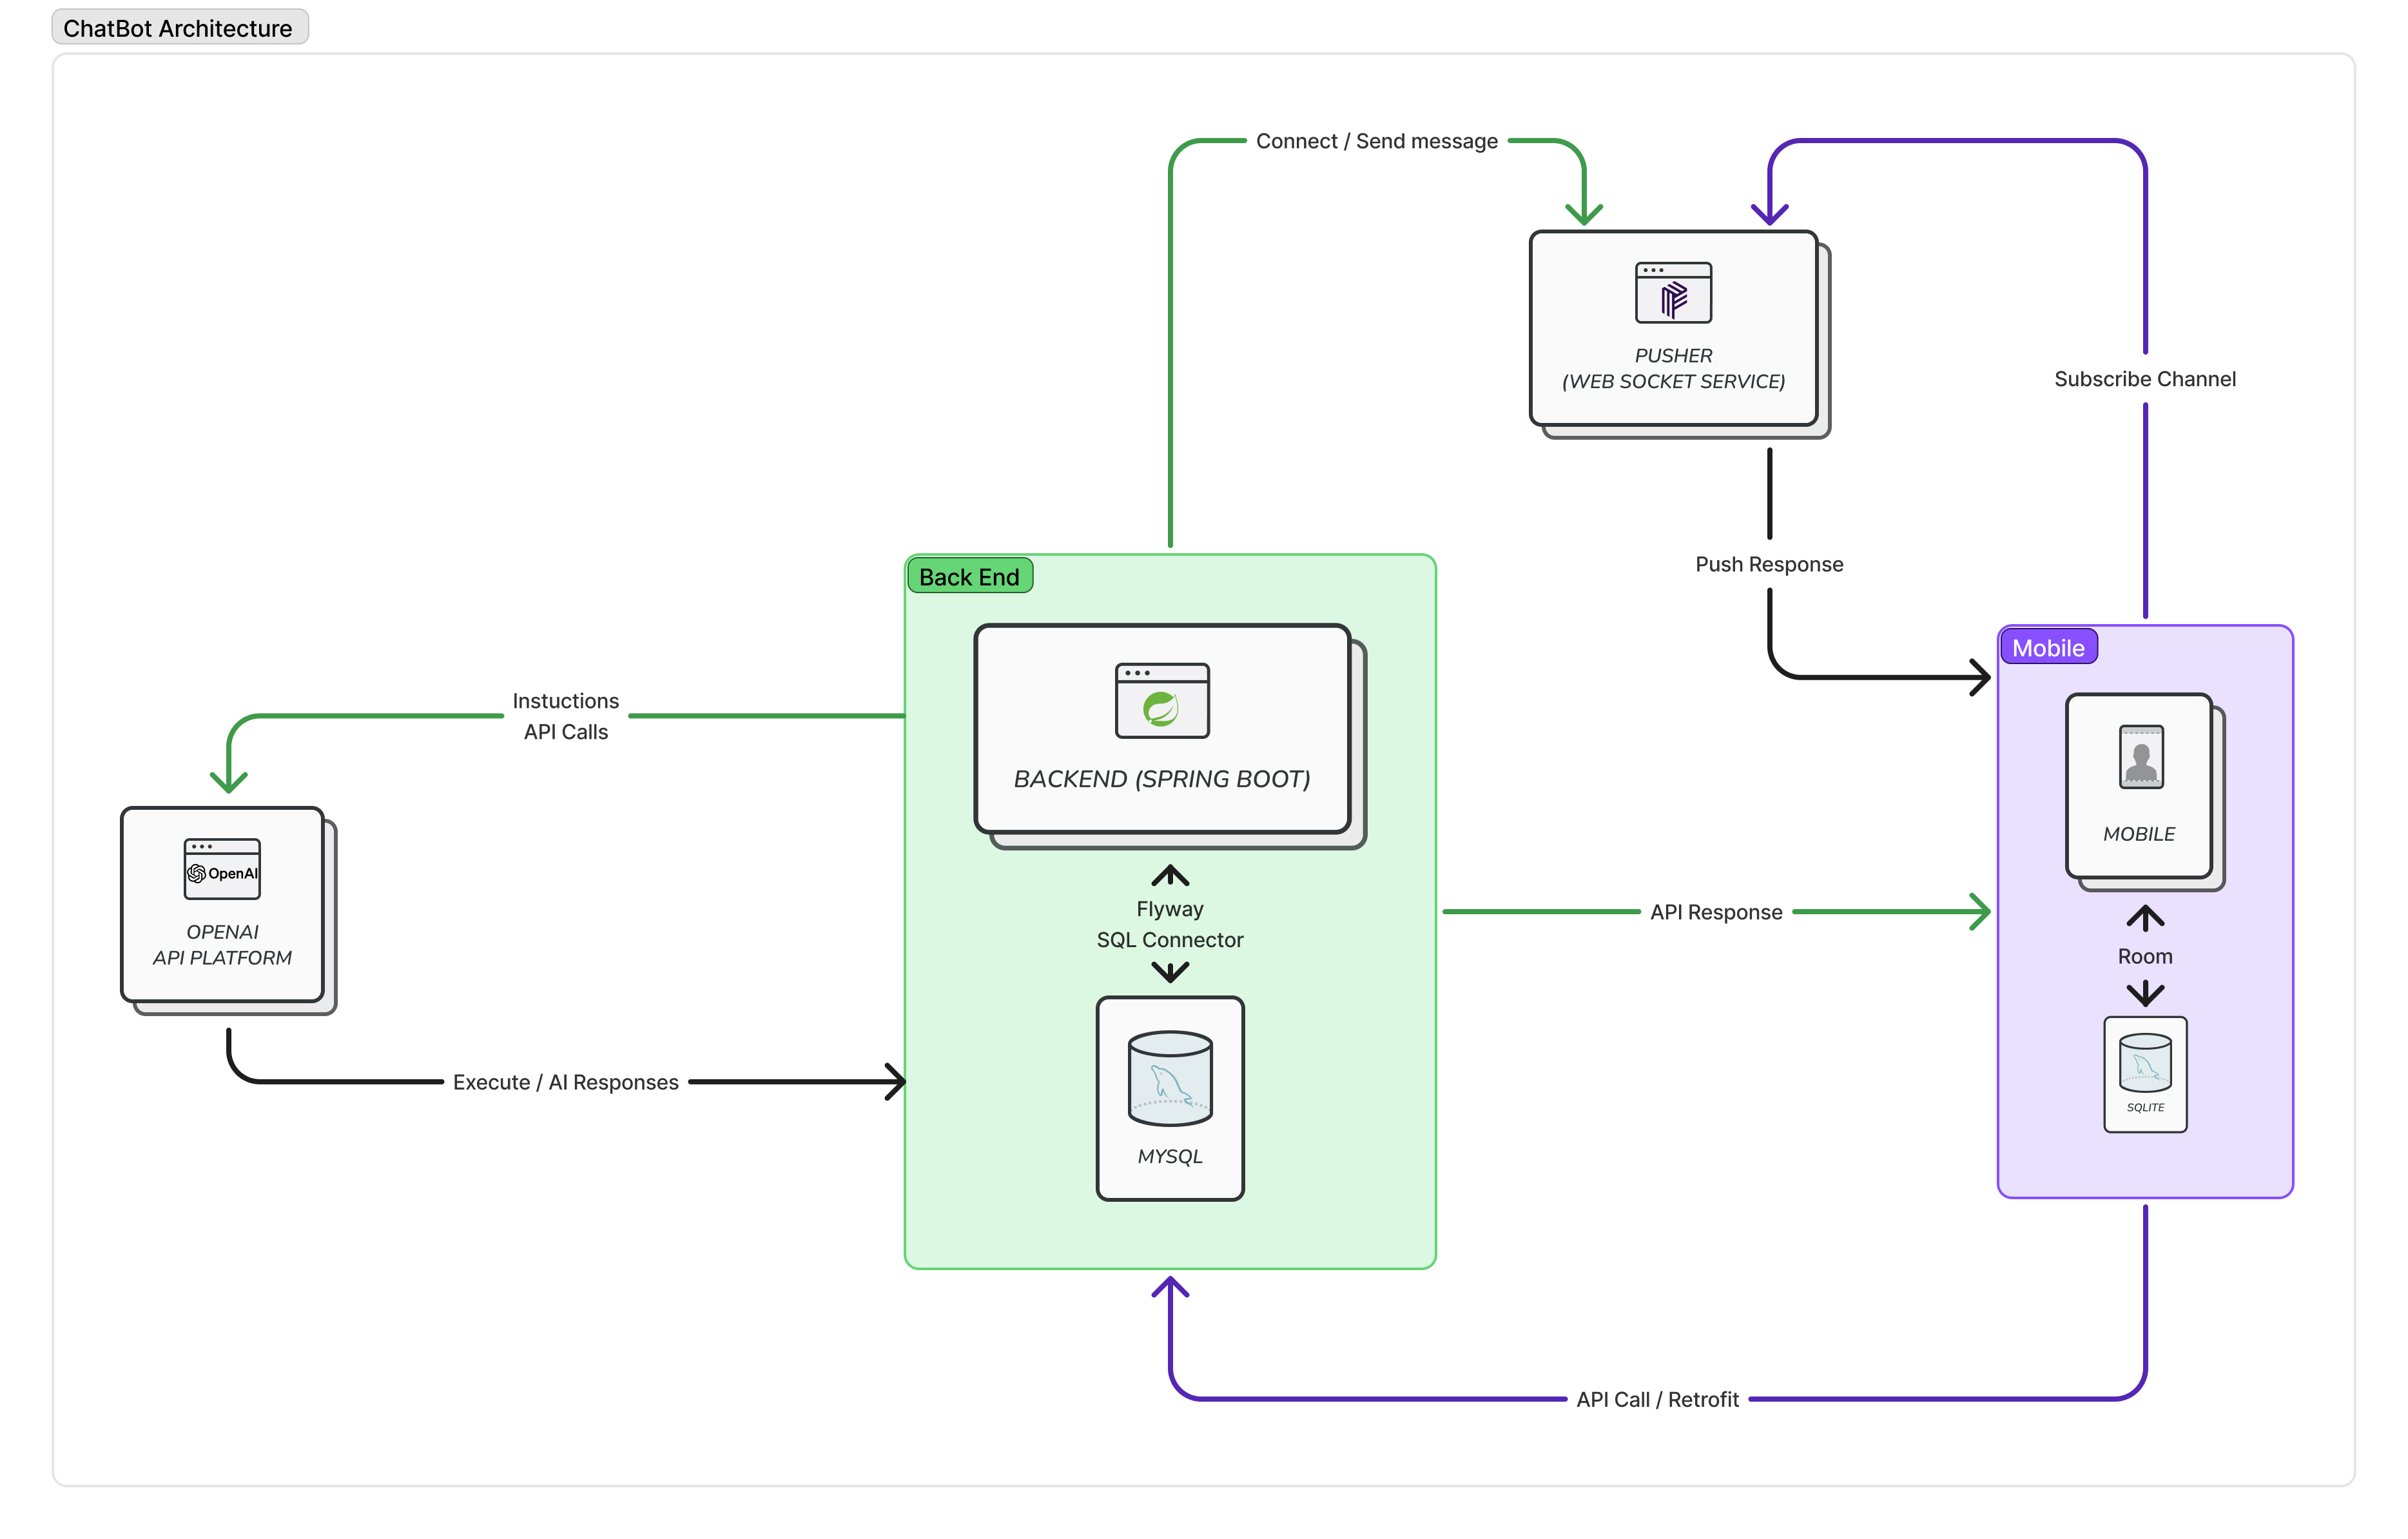 ChatBot Architecture
Connect / Send message
PUSHER
(WEB SOCKET SERVICE)
Subscribe Channel
Push Response
Back End
BACKEND (SPRING BOOT)
Mobile
MOBILE
Instuctions
API Calls
OpenAI
OPENAI
API PLATFORM
Flyway
SQL Connector
API Response
Room
SQLITE
Execute / AI Responses
MYSQL
API Call / Retrofit